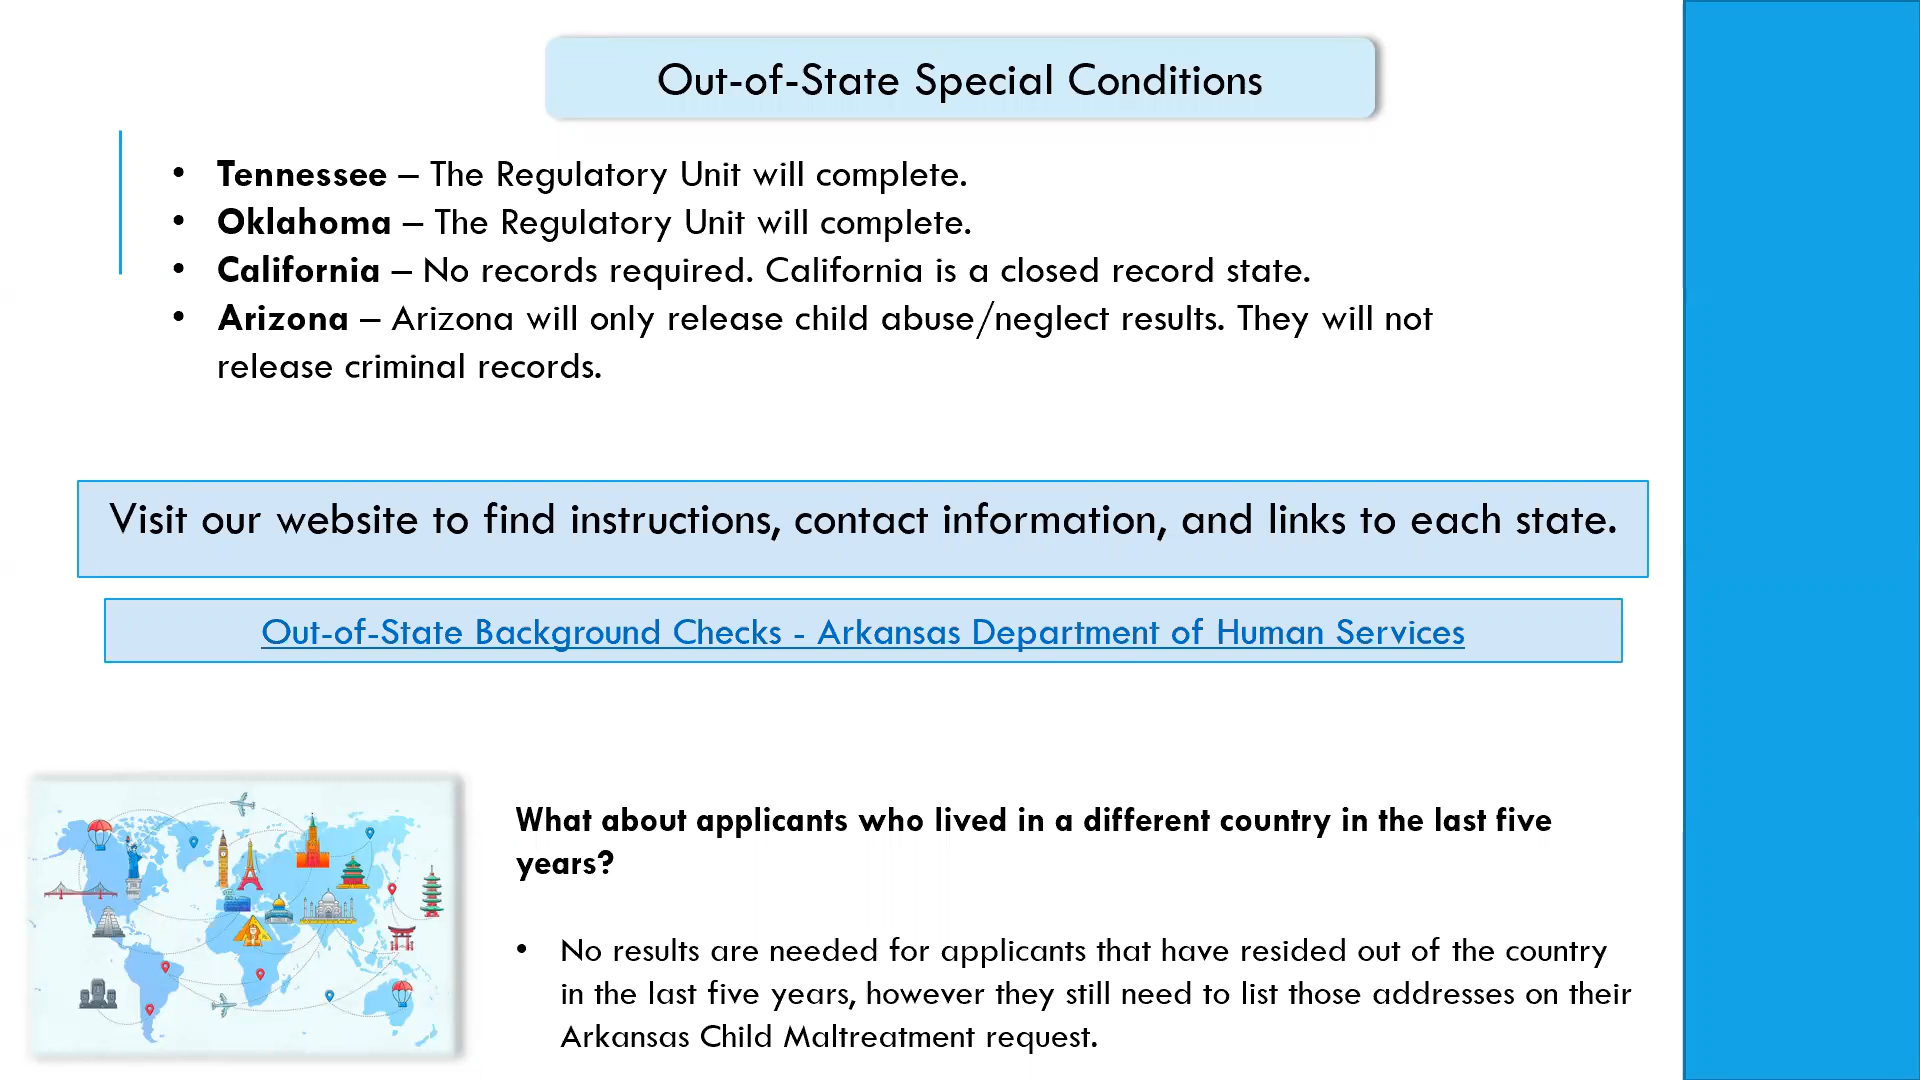 Out-of-State Special Conditions
• Tennessee – The Regulatory Unit will complete.
• Oklahoma – The Regulatory Unit will complete.
• California – No records required. California is a closed record state.
• Arizona – Arizona will only release child abuse/neglect results. They will not
release criminal records.
Visit our website to find instructions, contact information, and links to each state.
Out-of-State Background Checks - Arkansas Department of Human Services
What about applicants who lived in a different country in the last five
years?
• No results are needed for applicants that have resided out of the country
in the last five years, however they still need to list those addresses on their
Arkansas Child Maltreatment request.